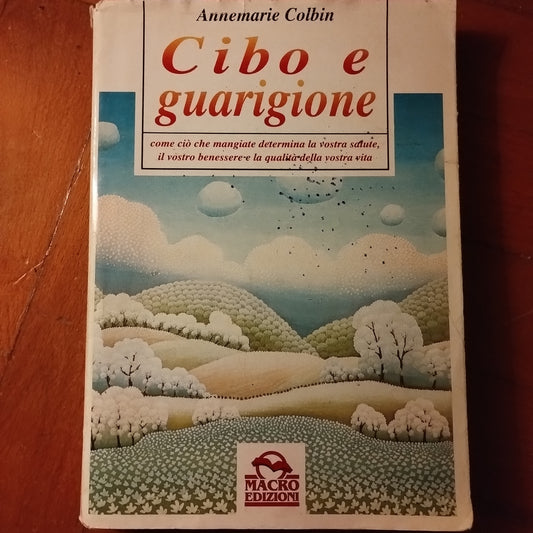 Annemarie Colbin
Cibo e
guarigione
come ciò che mangiate determina la vostra salute,
il vostro benessere e la qualità della vostra vita
MACRO
EDIZIONI